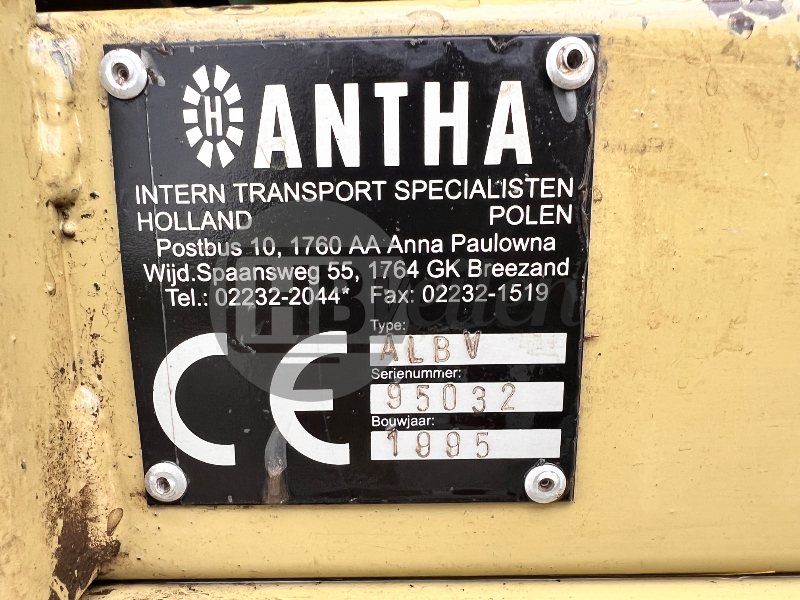 H ANTHA
INTERN TRANSPORT SPECIALISTEN
HOLLAND POLEN
Postbus 10, 1760 AA Anna Paulowna
Wijd.Spaansweg 55, 1764 GK Breezand
Tel.: 02232-2044* Fax: 02232-1519
Type:
ALBV
Serienummer:
95032
Bouwjaar:
1995
CE